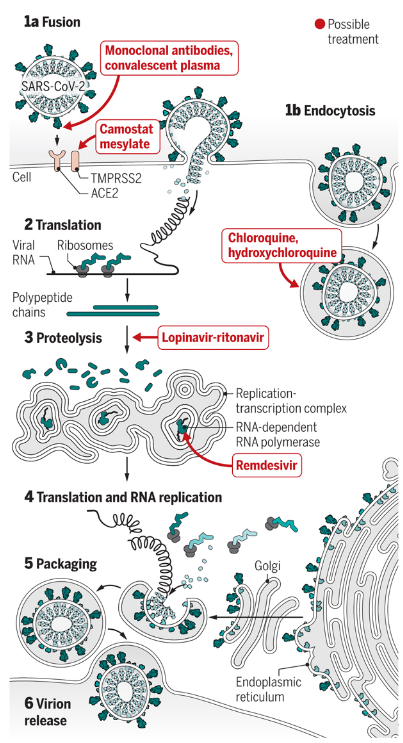 1a Fusion
Possible
treatment
Monoclonal antibodies,
convalescent plasma
SARS-CoV-2
1b Endocytosis
Camostat
mesylate
Cell
TMPRSS2
ACE2
2 Translation
Viral
RNA
Ribosomes
Chloroquine,
hydroxychloroquine
Polypeptide
chains
3 Proteolysis
Lopinavir-ritonavir
Replication-
transcription complex
RNA-dependent
RNA polymerase
Remdesivir
4 Translation and RNA replication
5 Packaging
Golgi
Endoplasmic
reticulum
6 Virion
release